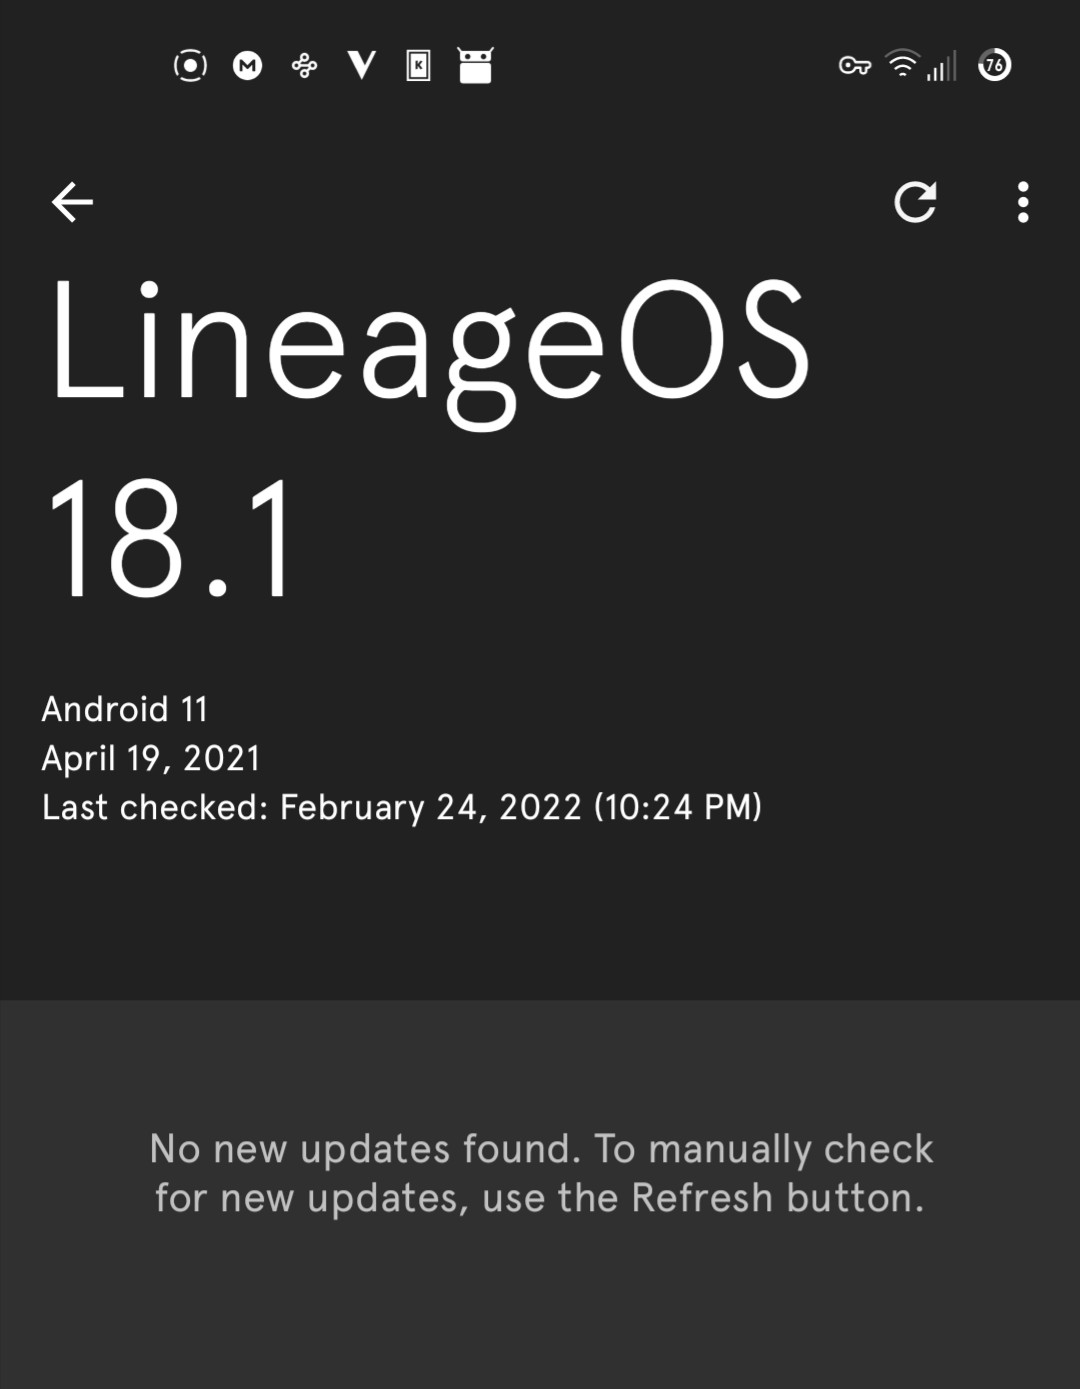 M V K 76
LineageOS
18.1
Android 11
April 19, 2021
Last checked: February 24, 2022 (10:24 PM)
No new updates found. To manually check
for new updates, use the Refresh button.